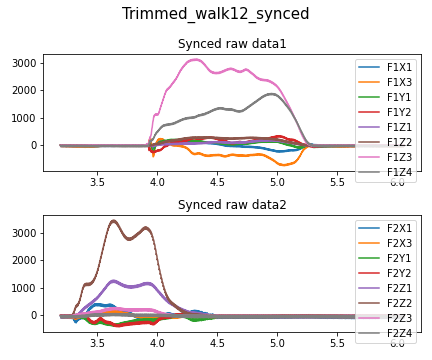 Trimmed_walk12_synced
Synced raw data1
3000
2000
1000
0
3.5 4.0 4.5 5.0 5.5 6.0
F1X1
F1X3
F1Y1
F1Y2
F1Z1
F1Z2
F1Z3
F1Z4
Synced raw data2
3000
2000
1000
0
3.5 4.0 4.5 5.0 5.5 6.0
F2X1
F2X3
F2Y1
F2Y2
F2Z1
F2Z2
F2Z3
F2Z4